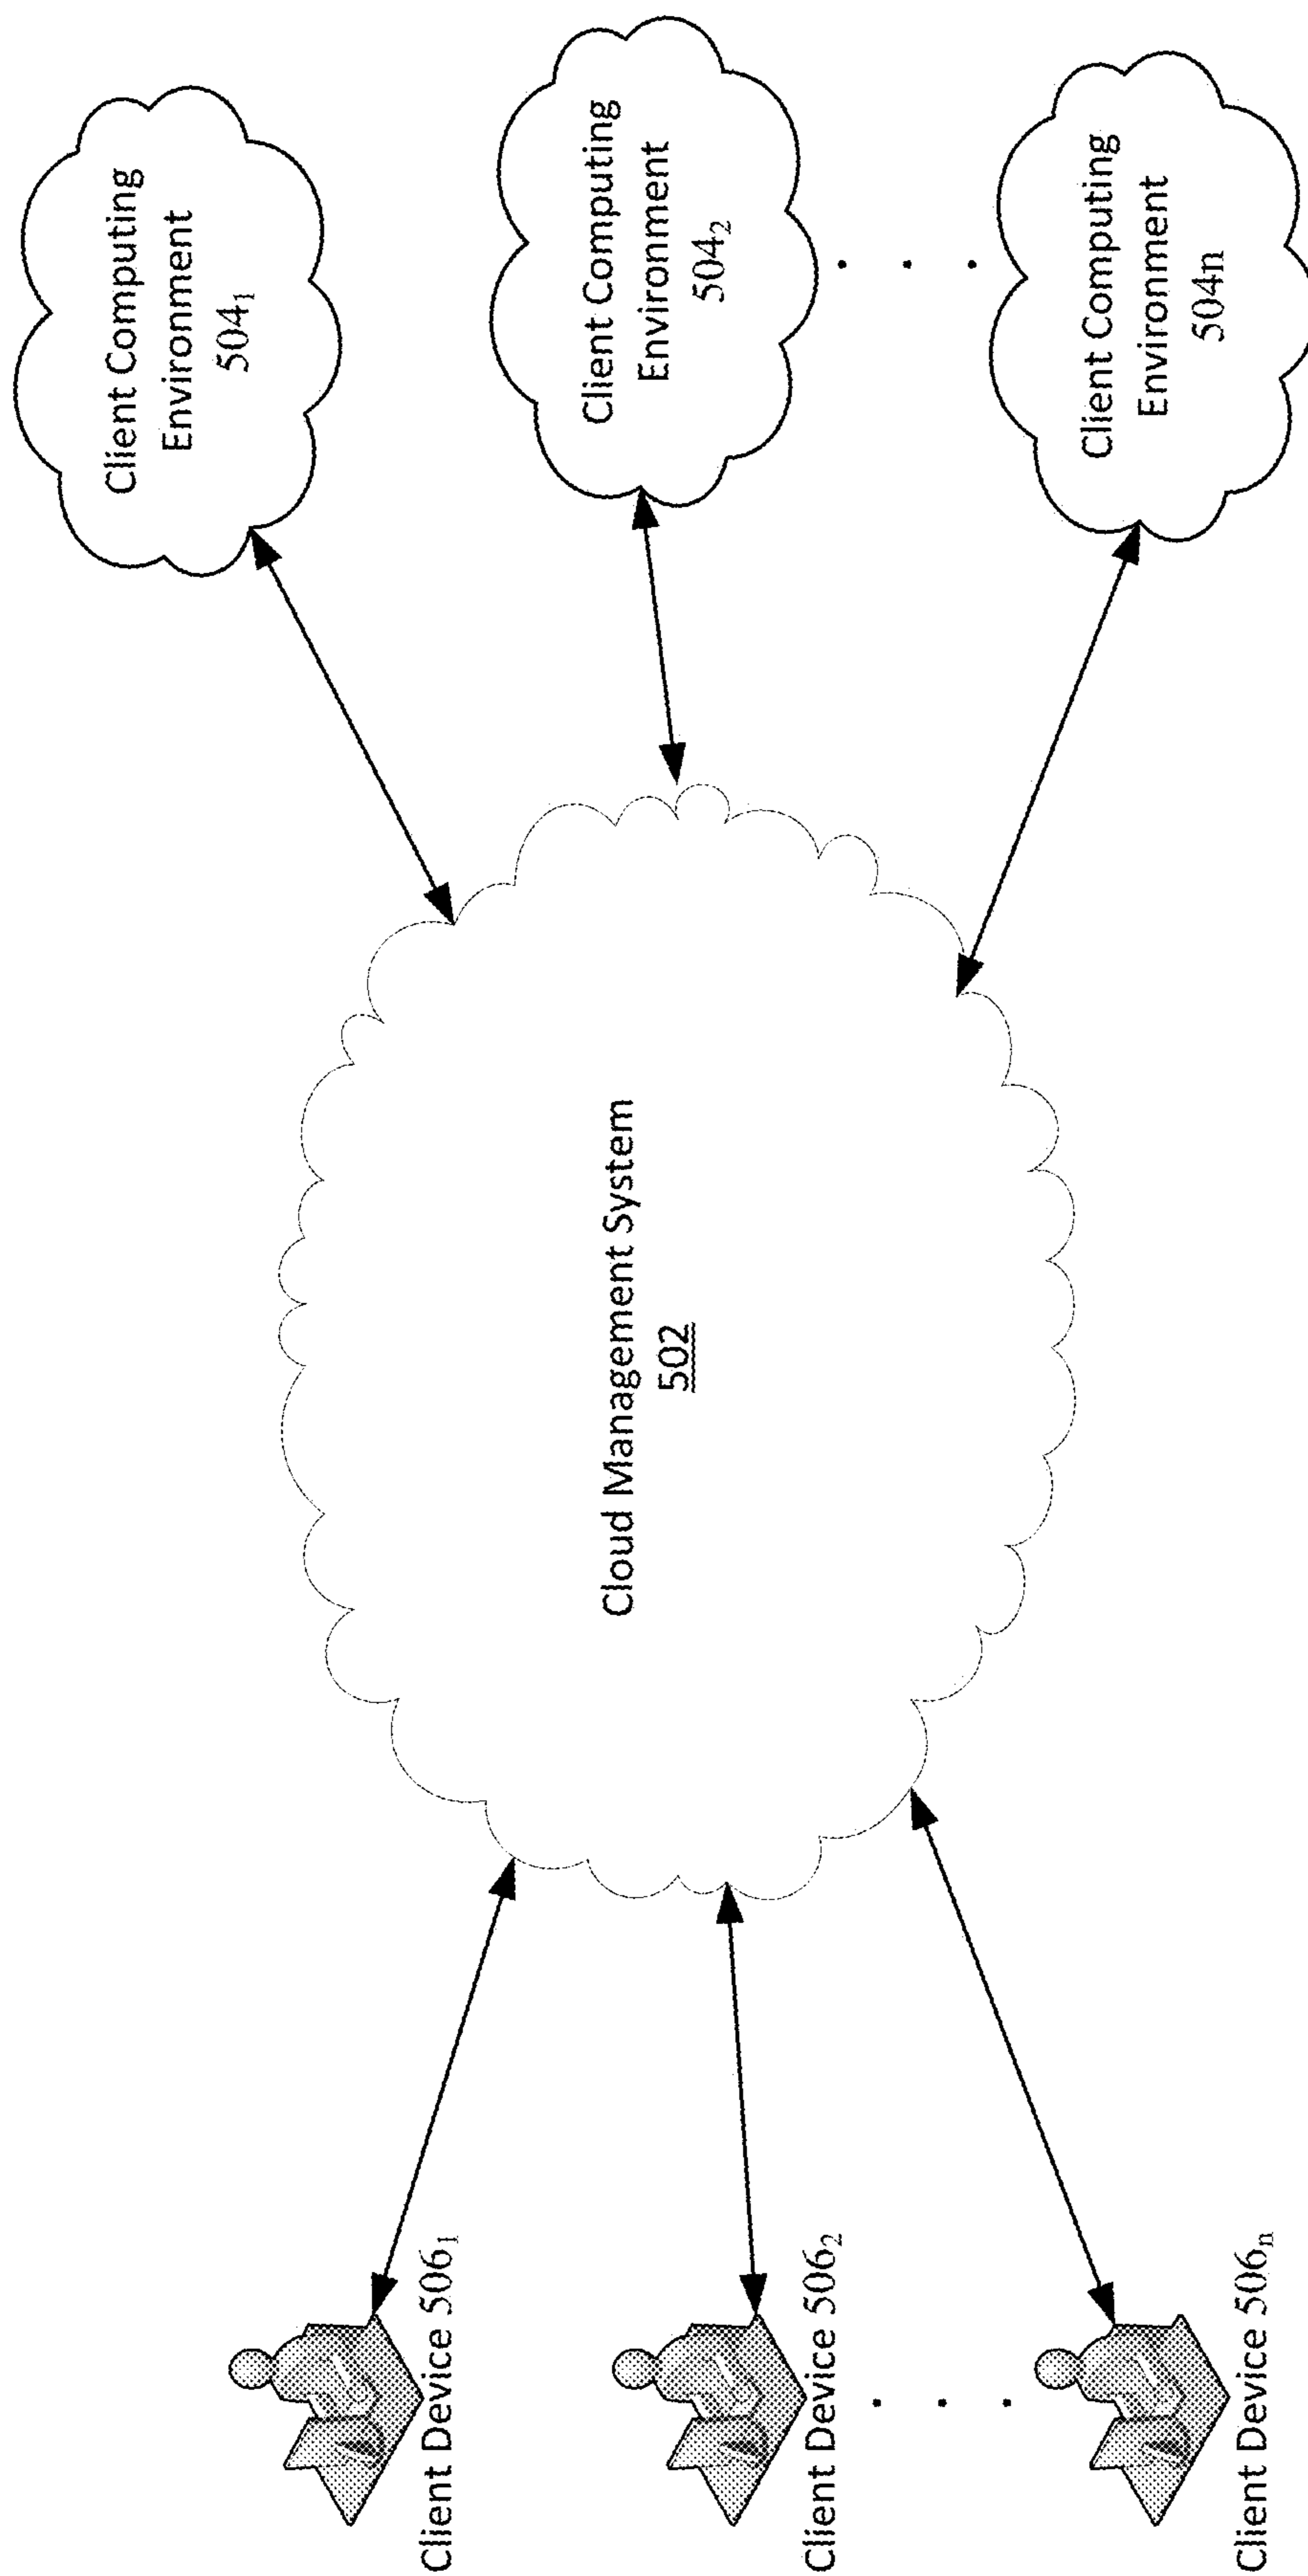 Client Device 506₁
Client Device 506₂
Client Device 506ₙ
Cloud Management System
502
Client Computing
Environment
504₁
Client Computing
Environment
504₂
Client Computing
Environment
504n